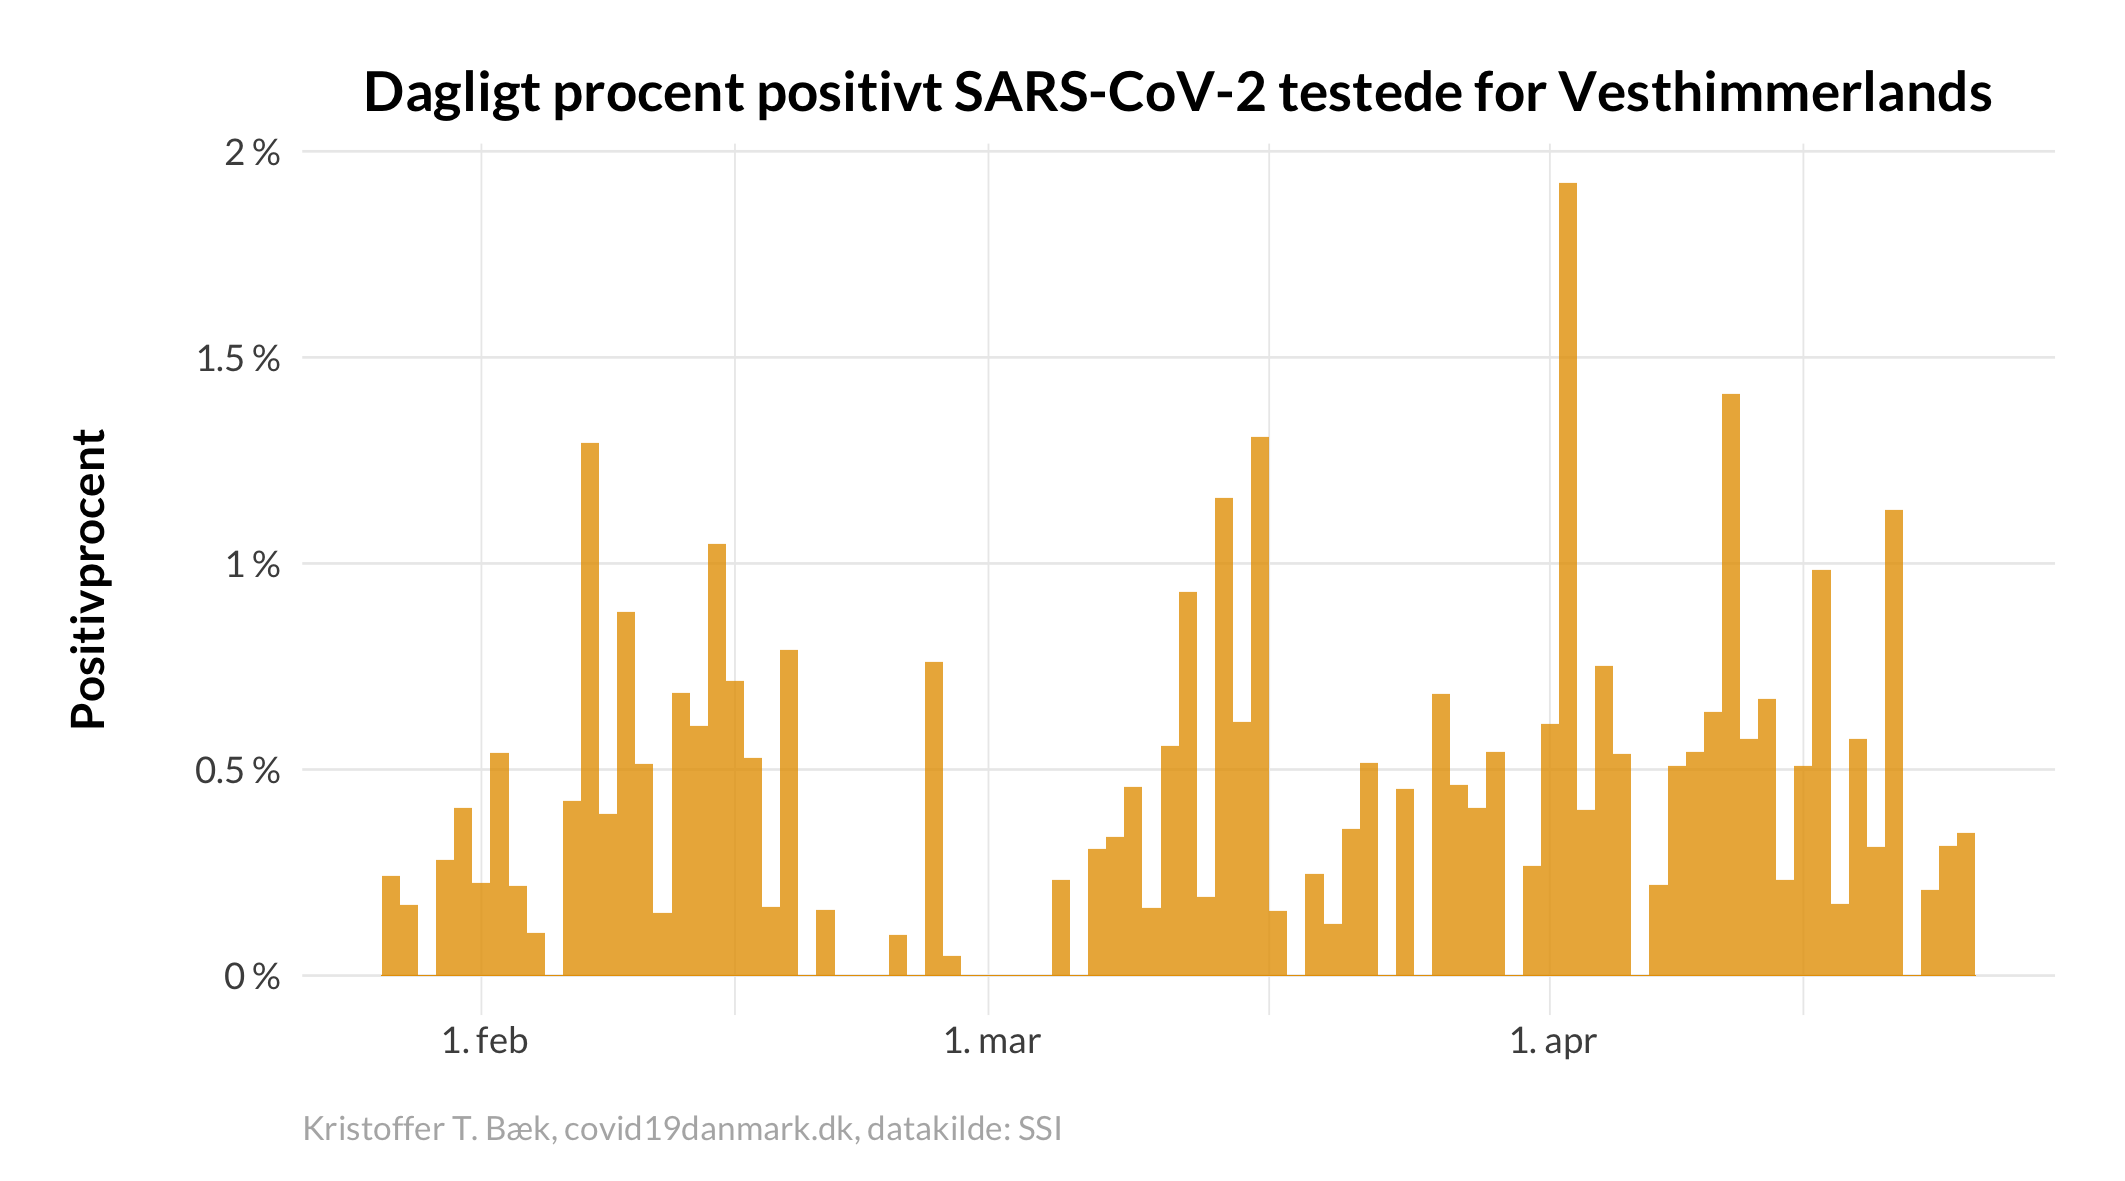 Dagligt procent positivt SARS-CoV-2 testede for Vesthimmerlands
Positivprocent
2 %
1.5 %
1 %
0.5 %
0 %
1. feb
1. mar
1. apr
Kristoffer T. Bæk, covid19danmark.dk, datakilde: SSI